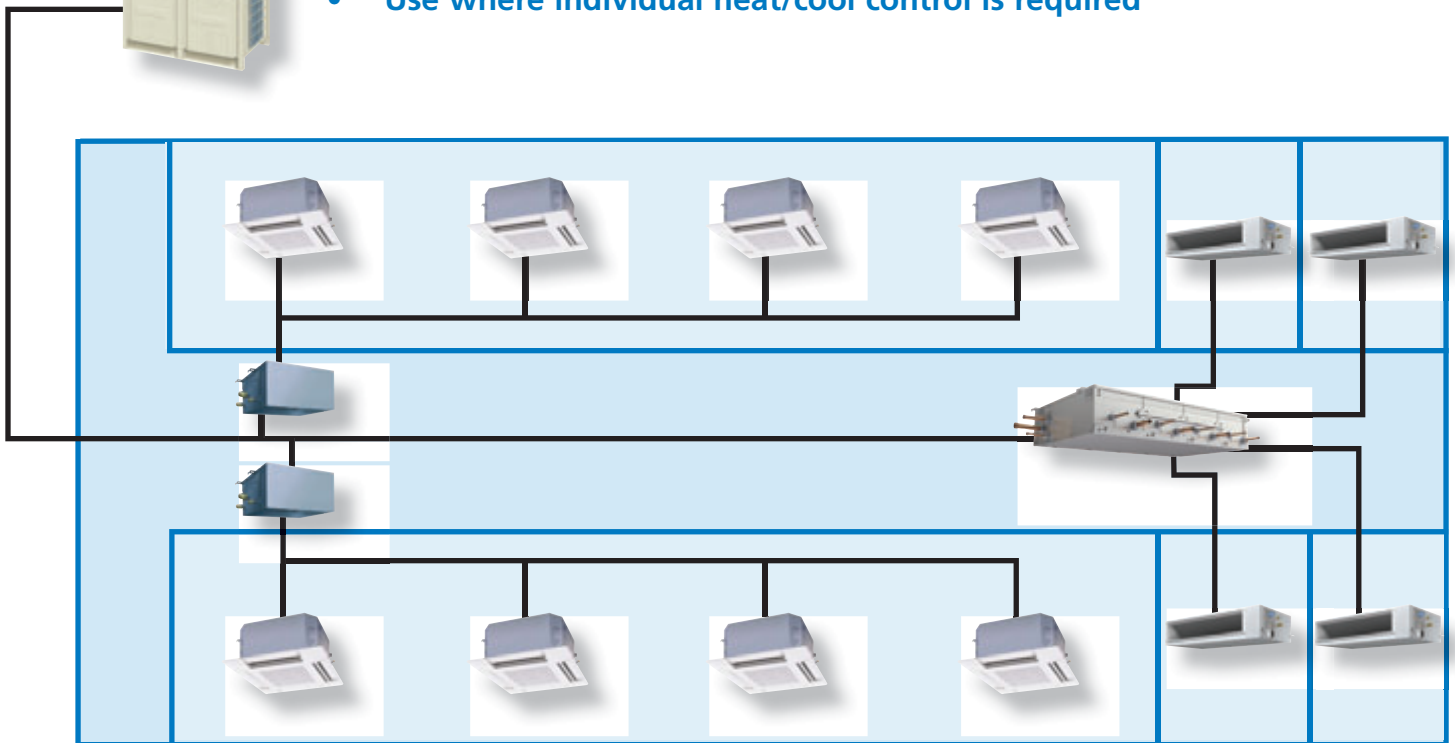 • Use where individual heat/cool control is required